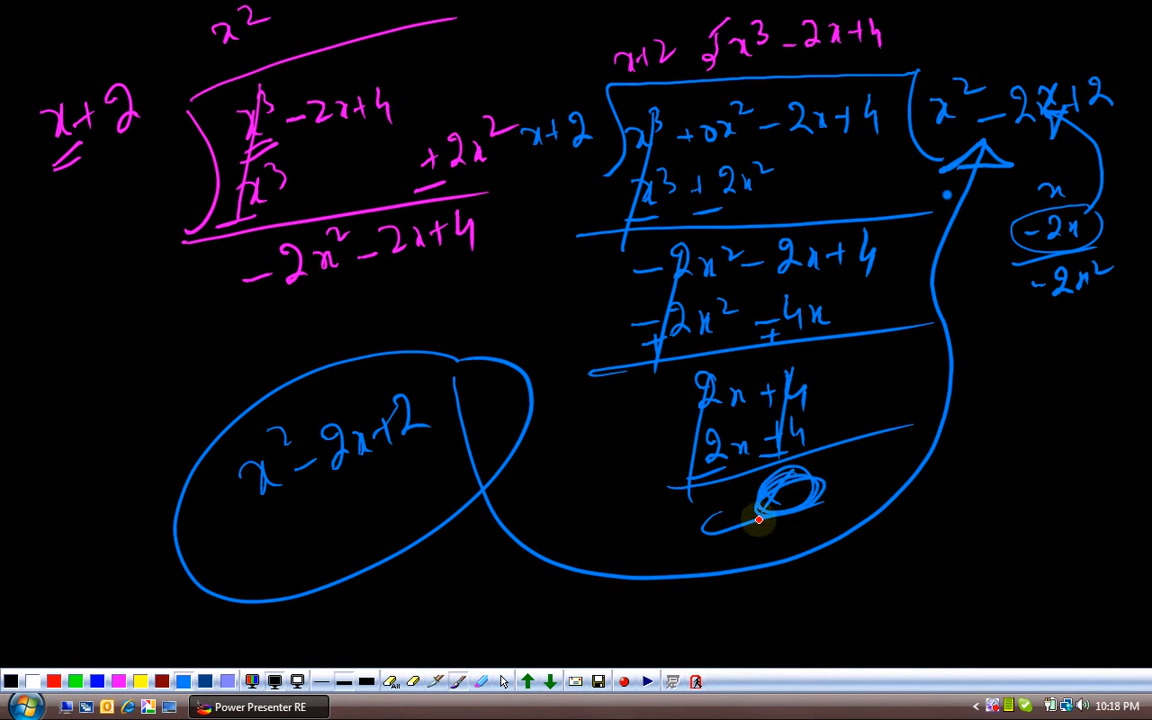 x²
x+2
x³ - 2x+4
x³ +2x²
-2x² - 2x+4
x+2 x³ - 2x+4
x+2 x³ +0x² - 2x+4 x² - 2x+2
x³ + 2x²
-2x² - 2x+4
-2x² -4x
+ +
2x +4
2x +4
x
-2x
-2x²
x² - 2x+2
All
Power Presenter RE
10:18 PM